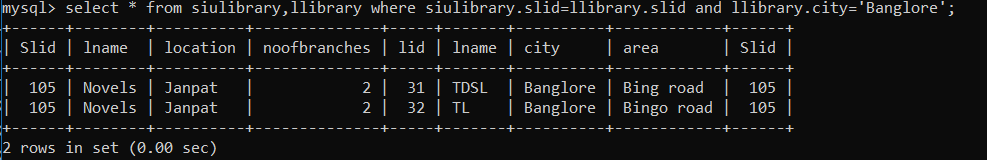 mysql> select * from siulibrary,llibrary where siulibrary.slid=llibrary.slid and llibrary.city='Banglore';
+------+--------+----------+--------------+-----+-------+----------+------------+------+
| Slid | lname  | location | noofbranches | lid | lname | city     | area       | Slid |
+------+--------+----------+--------------+-----+-------+----------+------------+------+
|  105 | Novels | Janpat   |            2 |  31 | TDSL  | Banglore | Bing road  |  105 |
|  105 | Novels | Janpat   |            2 |  32 | TL    | Banglore | Bingo road |  105 |
+------+--------+----------+--------------+-----+-------+----------+------------+------+
2 rows in set (0.00 sec)